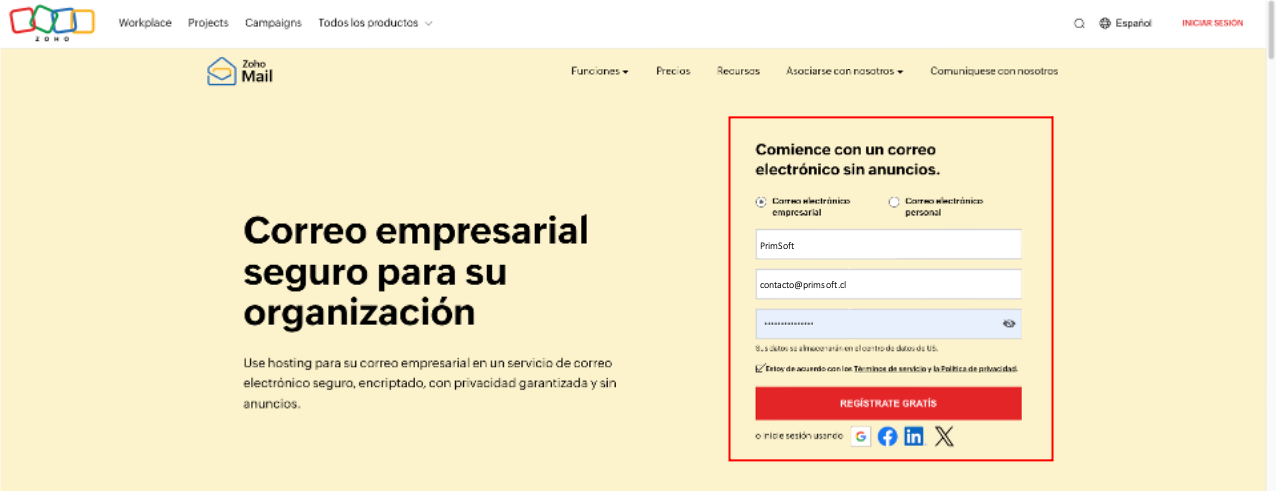 ZOHO
Workplace Projects Campaigns Todos los productos
Español INICIAR SESIÓN
Zoho
Mail
Funciones Precios Recursos Asociarse con nosotros Comuníquese con nosotros
Correo empresarial
seguro para su
organización
Use hosting para su correo empresarial en un servicio de correo
electrónico seguro, encriptado, con privacidad garantizada y sin
anuncios.
Comience con un correo
electrónico sin anuncios.
Correo electrónico
empresarial
Correo electrónico
personal
PrimSoft
contacto@primsoft.cl
Sus datos se almacenarán en el centro de datos de US.
Estoy de acuerdo con los Términos de servicio y la Política de privacidad.
REGÍSTRATE GRATIS
o inicie sesión usando